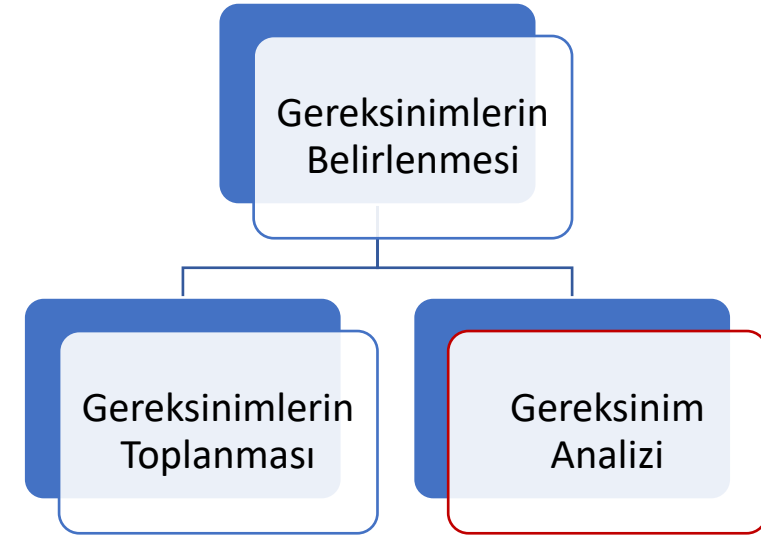 Gereksinimlerin
Belirlenmesi
Gereksinimlerin
Toplanması
Gereksinim
Analizi